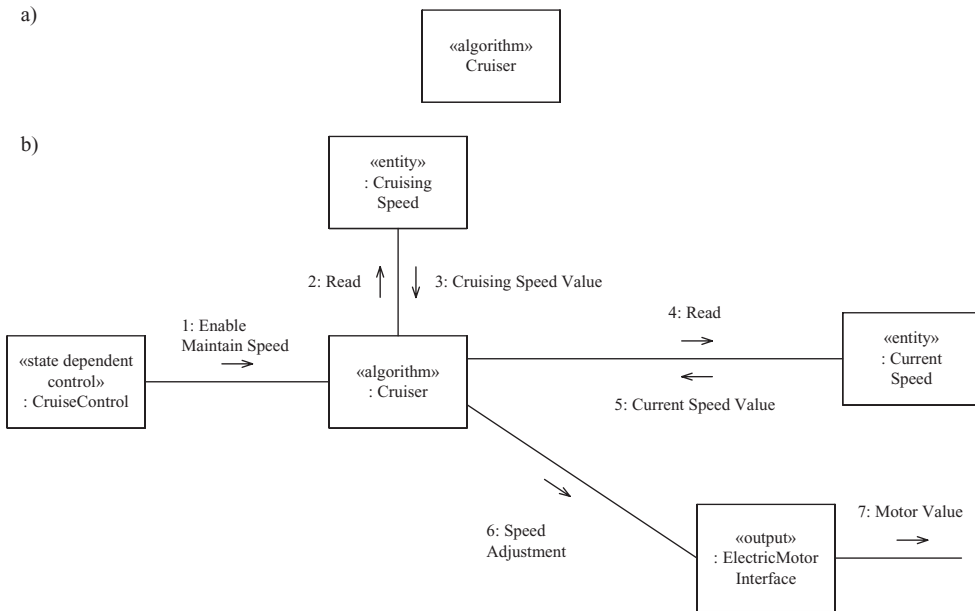 a)
«algorithm»
Cruiser
b)
«entity»
: Cruising
Speed
2: Read
3: Cruising Speed Value
1: Enable
Maintain Speed
4: Read
«state dependent
control»
: CruiseControl
«algorithm»
: Cruiser
«entity»
: Current
Speed
5: Current Speed Value
6: Speed
Adjustment
«output»
: ElectricMotor
Interface
7: Motor Value